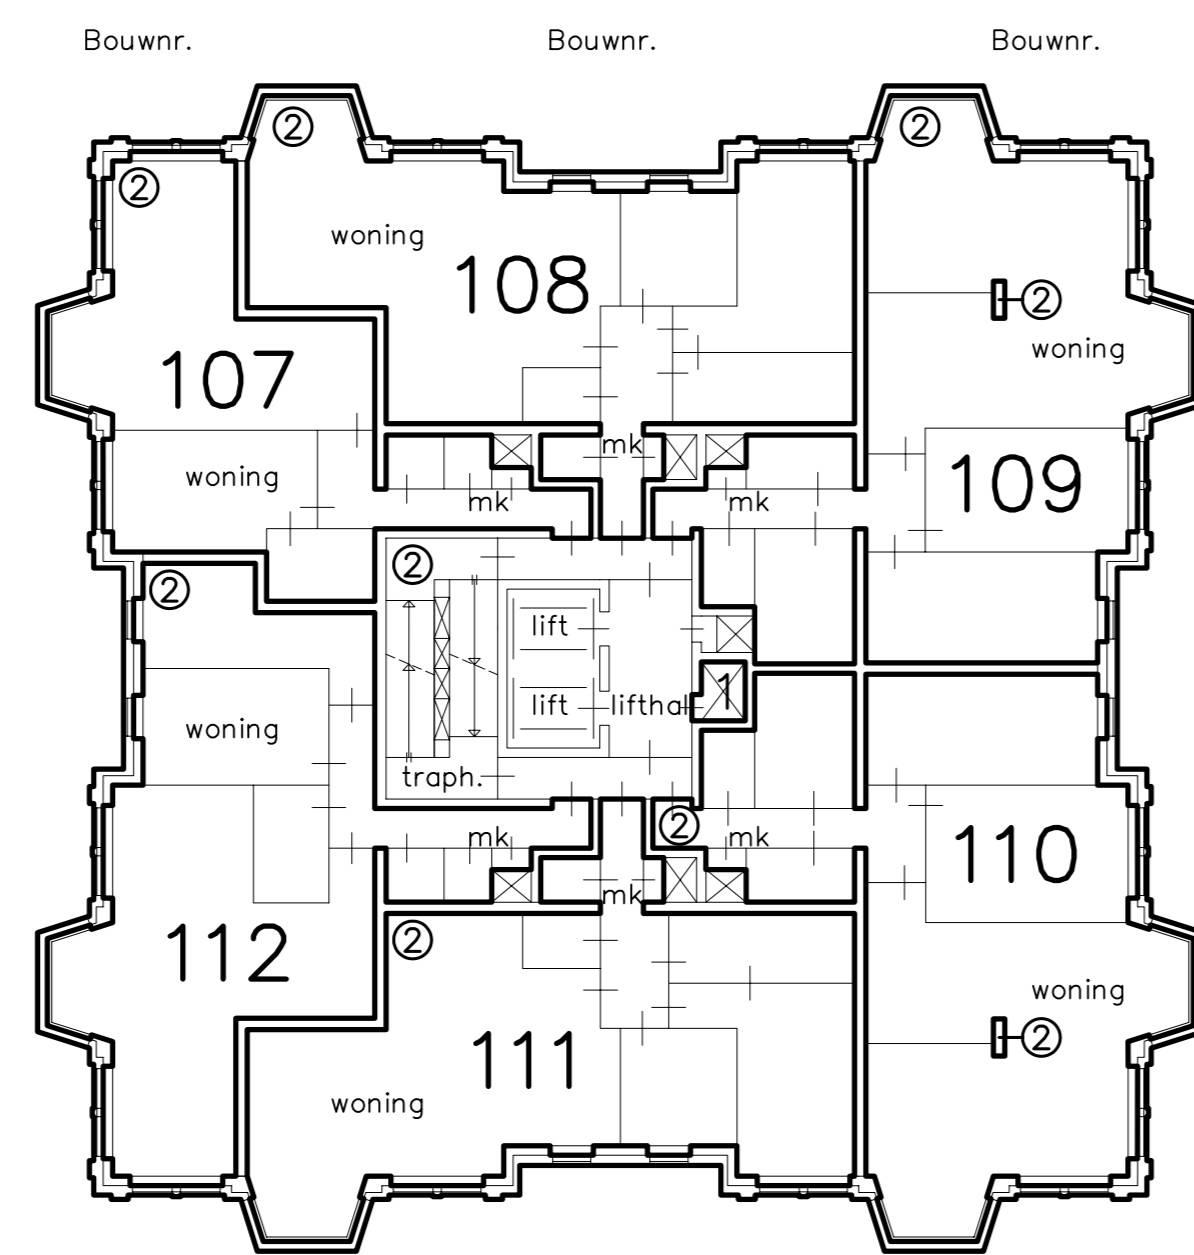 Bouwnr. Bouwnr. Bouwnr.
2 2
2
woning
108
2
woning
107
109
woning
mk
mk mk
2
2
lift
1
lift lifthal
woning
traph.
2
mk mk
110
mk
2
112
woning
111
2
woning